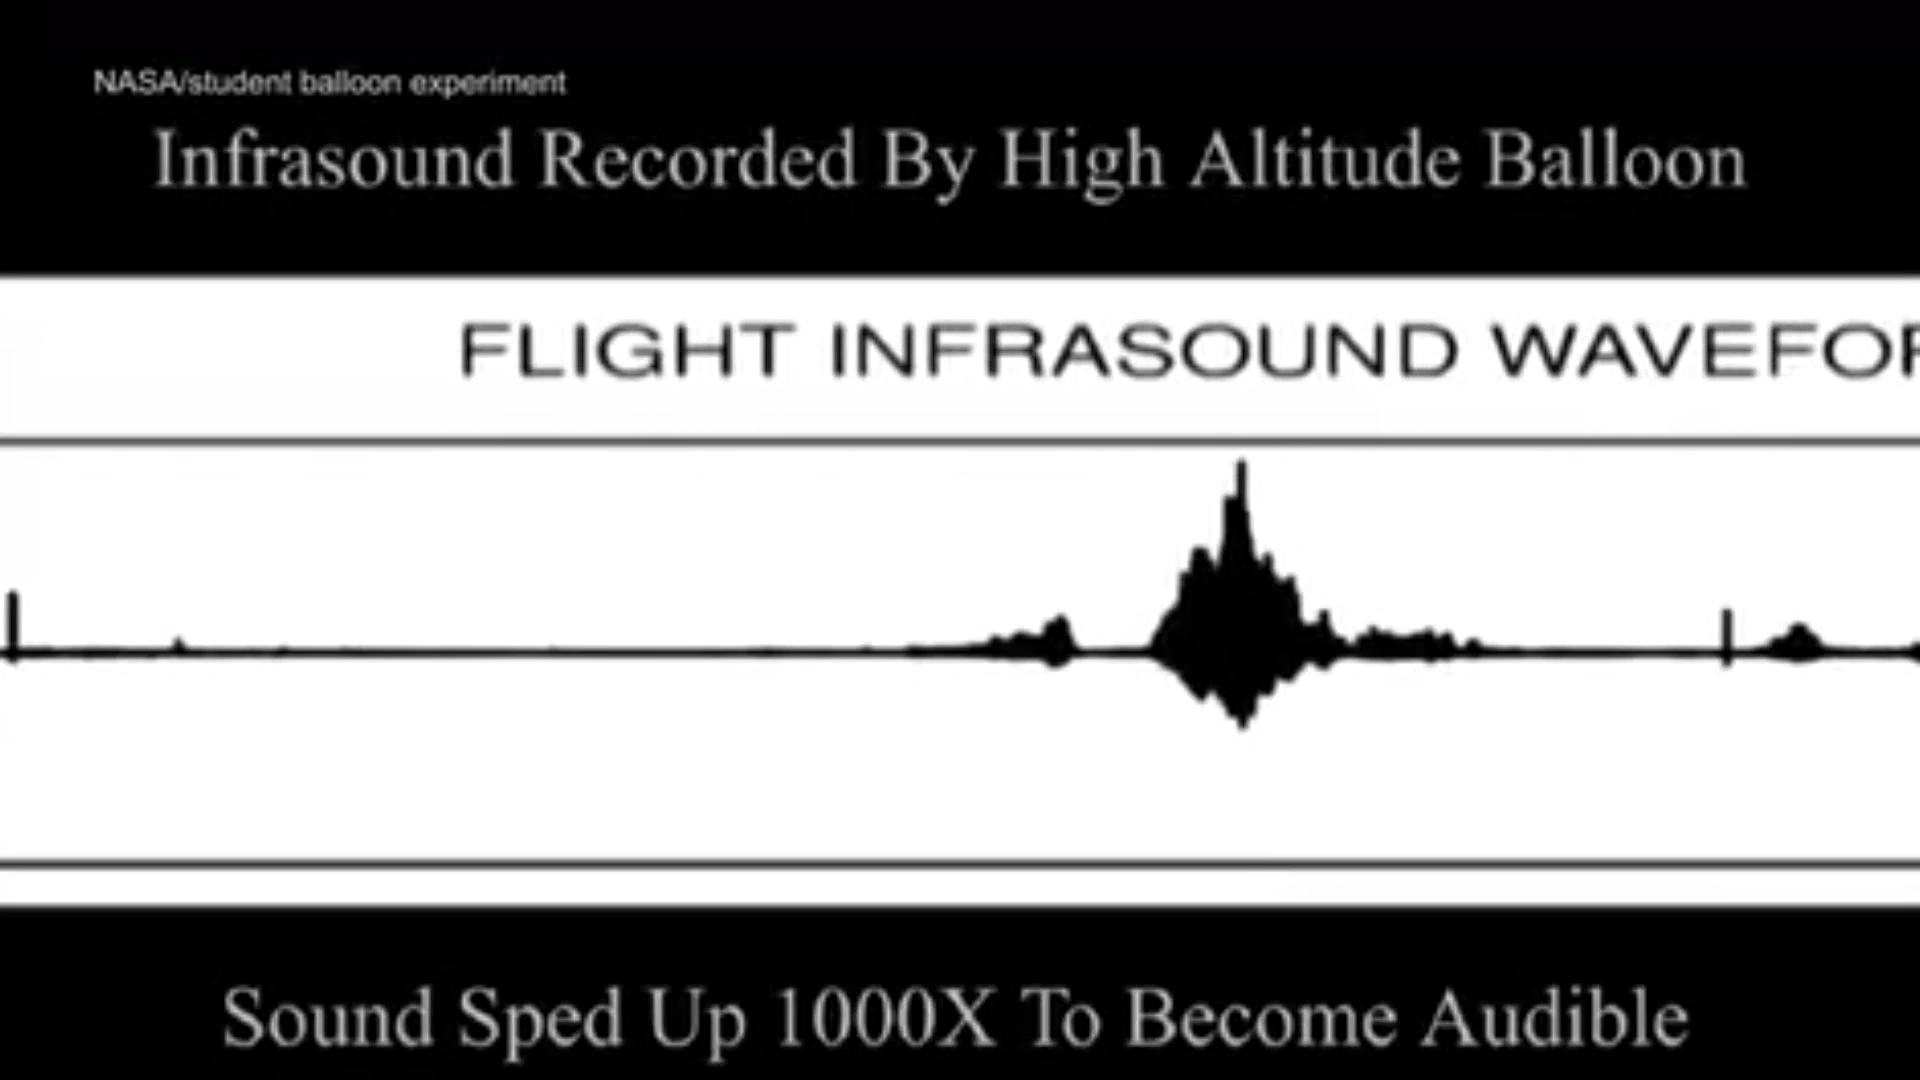 NASA/student balloon experiment
Infrasound Recorded By High Altitude Balloon
FLIGHT INFRASOUND WAVEFOR
Sound Sped Up 1000X To Become Audible